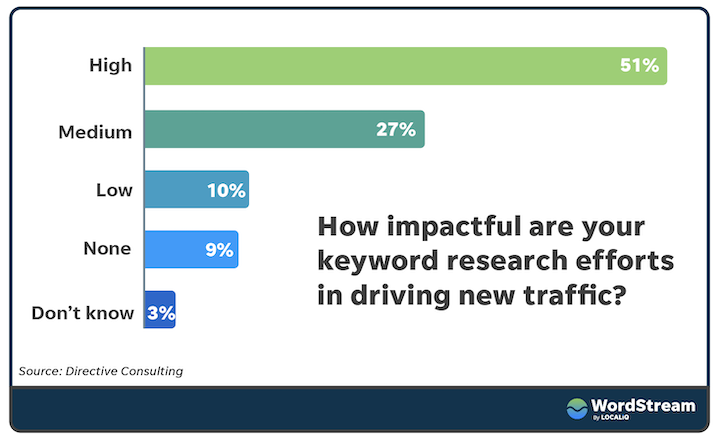 High 51%
Medium 27%
Low 10%
None 9%
Don’t know 3%
How impactful are your
keyword research efforts
in driving new traffic?
Source: Directive Consulting
WordStream
By LOCALiQ